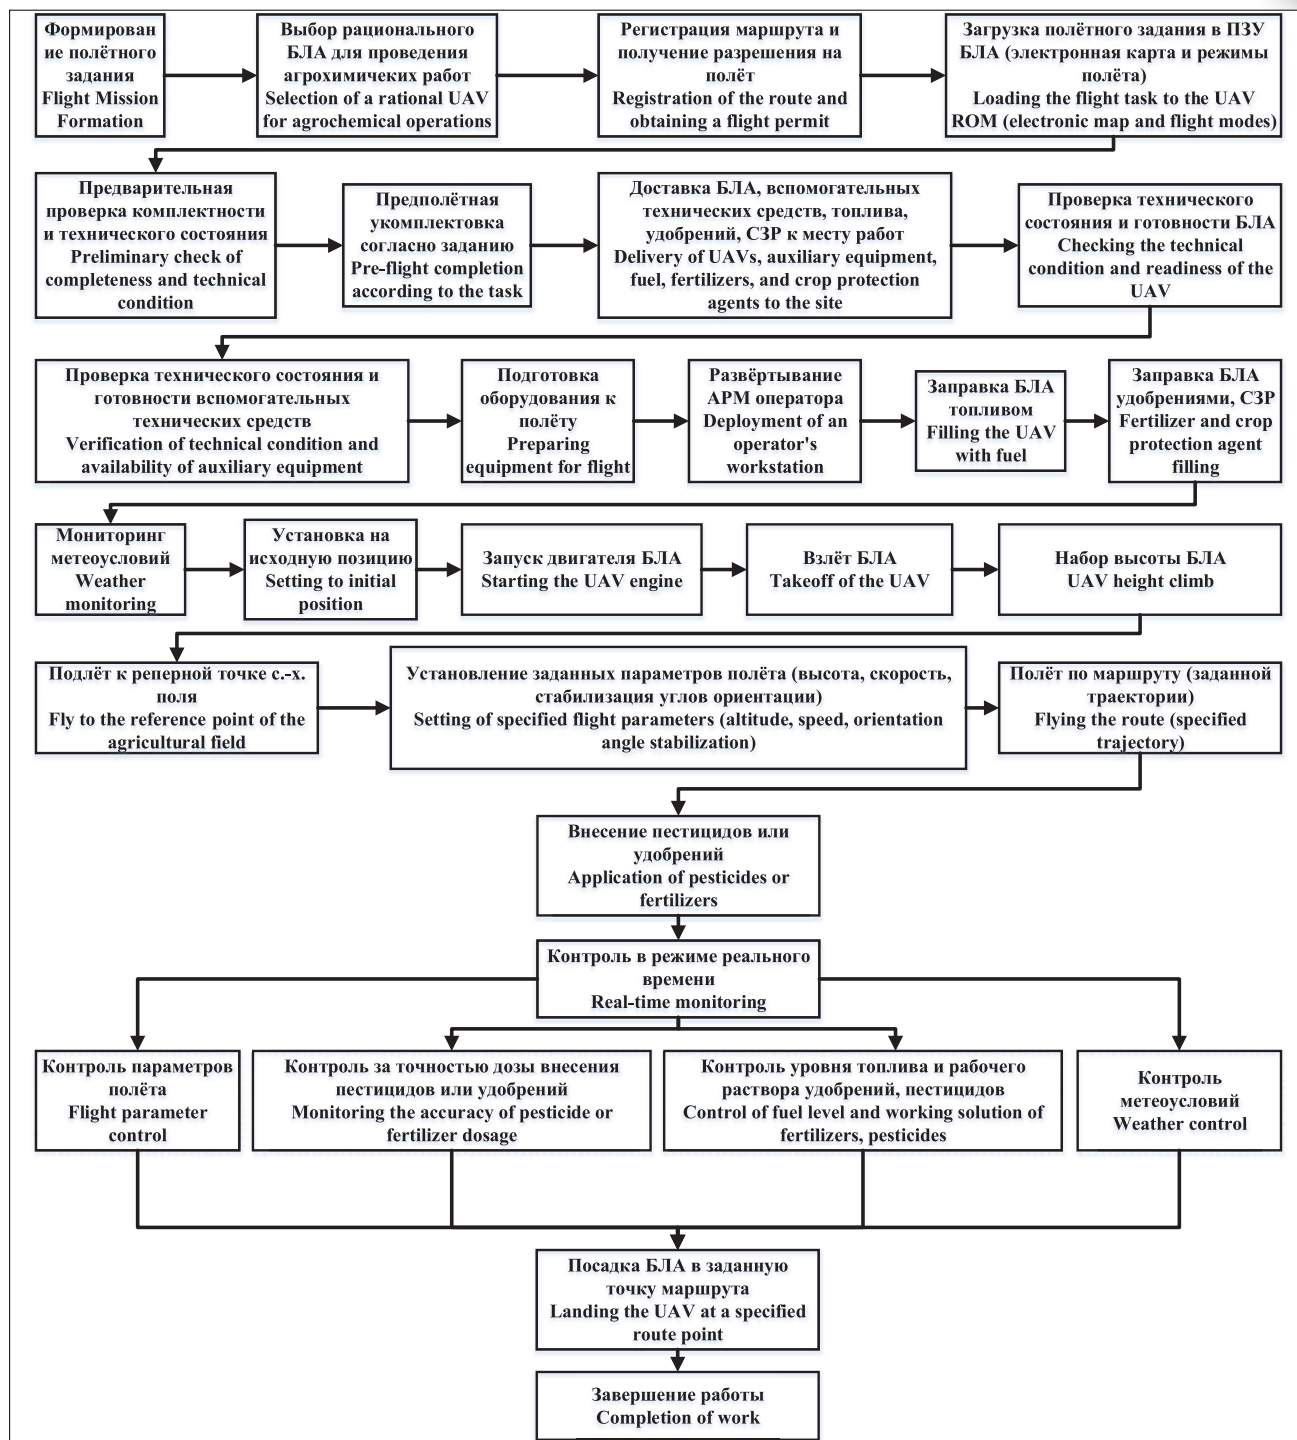 Формирован
ие полётного
задания
Flight Mission
Formation
Выбор рационального
БЛА для проведения
агрохимичеких работ
Selection of a rational UAV
for agrochemical operations
Регистрация маршрута и
получение разрешения на
полёт
Registration of the route and
obtaining a flight permit
Загрузка полётного задания в ПЗУ
БЛА (электронная карта и режимы
полёта)
Loading the flight task to the UAV
ROM (electronic map and flight modes)
Предварительная
проверка комплектности
и технического состояния
Preliminary check of
completeness and technical
condition
Предполётная
укомплектовка
согласно заданию
Pre-flight completion
according to the task
Доставка БЛА, вспомогательных
технических средств, топлива,
удобрений, СЗР к месту работ
Delivery of UAVs, auxiliary equipment,
fuel, fertilizers, and crop protection
agents to the site
Проверка технического
состояния и готовности БЛА
Checking the technical
condition and readiness of the
UAV
Проверка технического состояния и
готовности вспомогательных
технических средств
Verification of technical condition and
availability of auxiliary equipment
Подготовка
оборудования к
полёту
Preparing
equipment for flight
Развёртывание
АРМ оператора
Deployment of an
operator's
workstation
Заправка БЛА
топливом
Filling the UAV
with fuel
Заправка БЛА
удобрениями, СЗР
Fertilizer and crop
protection agent
filling
Мониторинг
метеоусловий
Weather
monitoring
Установка на
исходную позицию
Setting to initial
position
Запуск двигателя БЛА
Starting the UAV engine
Взлёт БЛА
Takeoff of the UAV
Набор высоты БЛА
UAV height climb
Подлёт к реперной точке с.-х.
поля
Fly to the reference point of the
agricultural field
Установление заданных параметров полёта (высота, скорость,
стабилизация углов ориентации)
Setting of specified flight parameters (altitude, speed, orientation
angle stabilization)
Полёт по маршруту (заданной
траектории)
Flying the route (specified
trajectory)
Внесение пестицидов или
удобрений
Application of pesticides or
fertilizers
Контроль в режиме реального
времени
Real-time monitoring
Контроль параметров
полёта
Flight parameter
control
Контроль за точностью дозы внесения
пестицидов или удобрений
Monitoring the accuracy of pesticide or
fertilizer dosage
Контроль уровня топлива и рабочего
раствора удобрений, пестицидов
Control of fuel level and working solution of
fertilizers, pesticides
Контроль
метеоусловий
Weather control
Посадка БЛА в заданную
точку маршрута
Landing the UAV at a specified
route point
Завершение работы
Completion of work